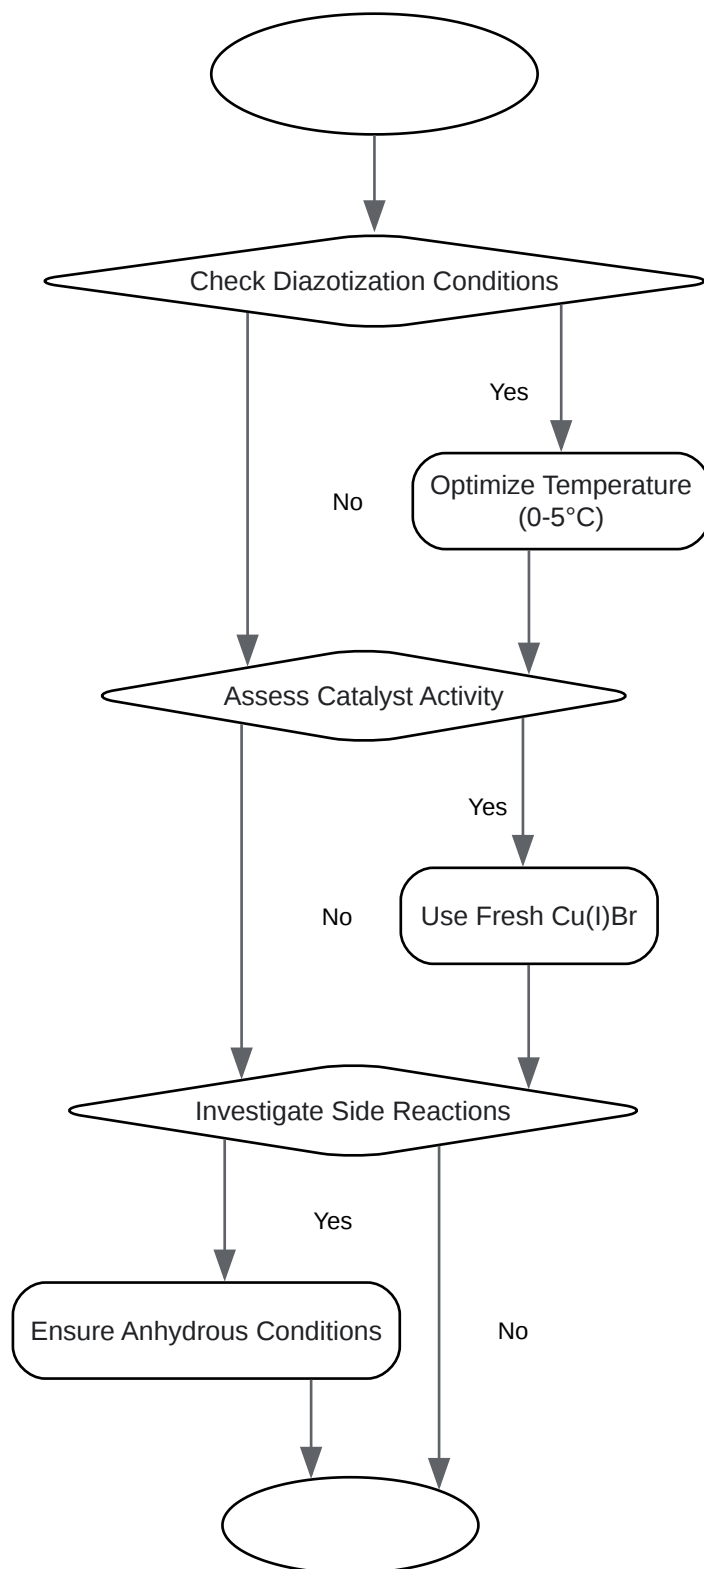 Check Diazotization Conditions
Yes
Optimize Temperature
(0-5°C)
No
Assess Catalyst Activity
Yes
Use Fresh Cu(I)Br
No
Investigate Side Reactions
Yes
Ensure Anhydrous Conditions
No